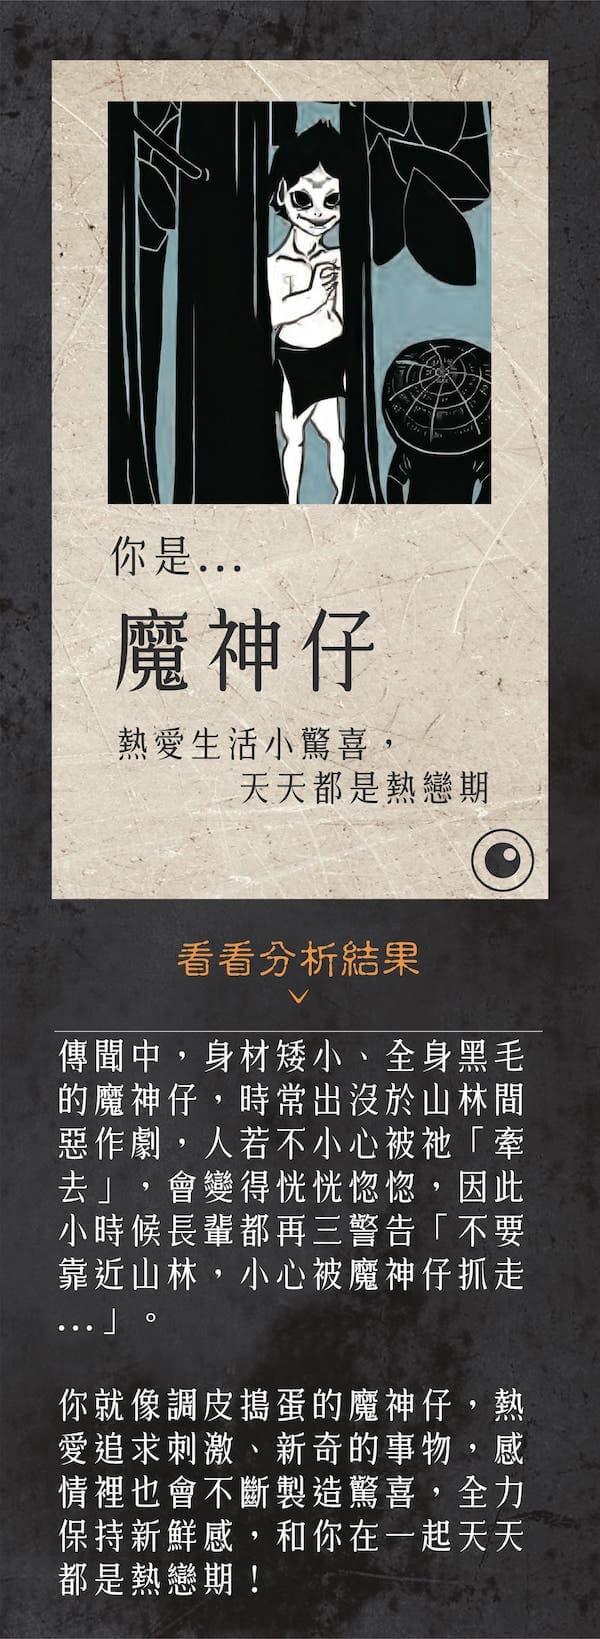 你是...
魔神仔
熱愛生活小驚喜，
天天都是熱戀期
看看分析結果
傳聞中，身材矮小、全身黑毛
的魔神仔，時常出沒於山林間
惡作劇，人若不小心被祂「牽
去」，會變得恍恍惚惚，因此
小時候長輩都再三警告「不要
靠近山林，小心被魔神仔抓走
...」。
你就像調皮搗蛋的魔神仔，熱
愛追求刺激、新奇的事物，感
情裡也會不斷製造驚喜，全力
保持新鮮感，和你在一起天天
都是熱戀期！